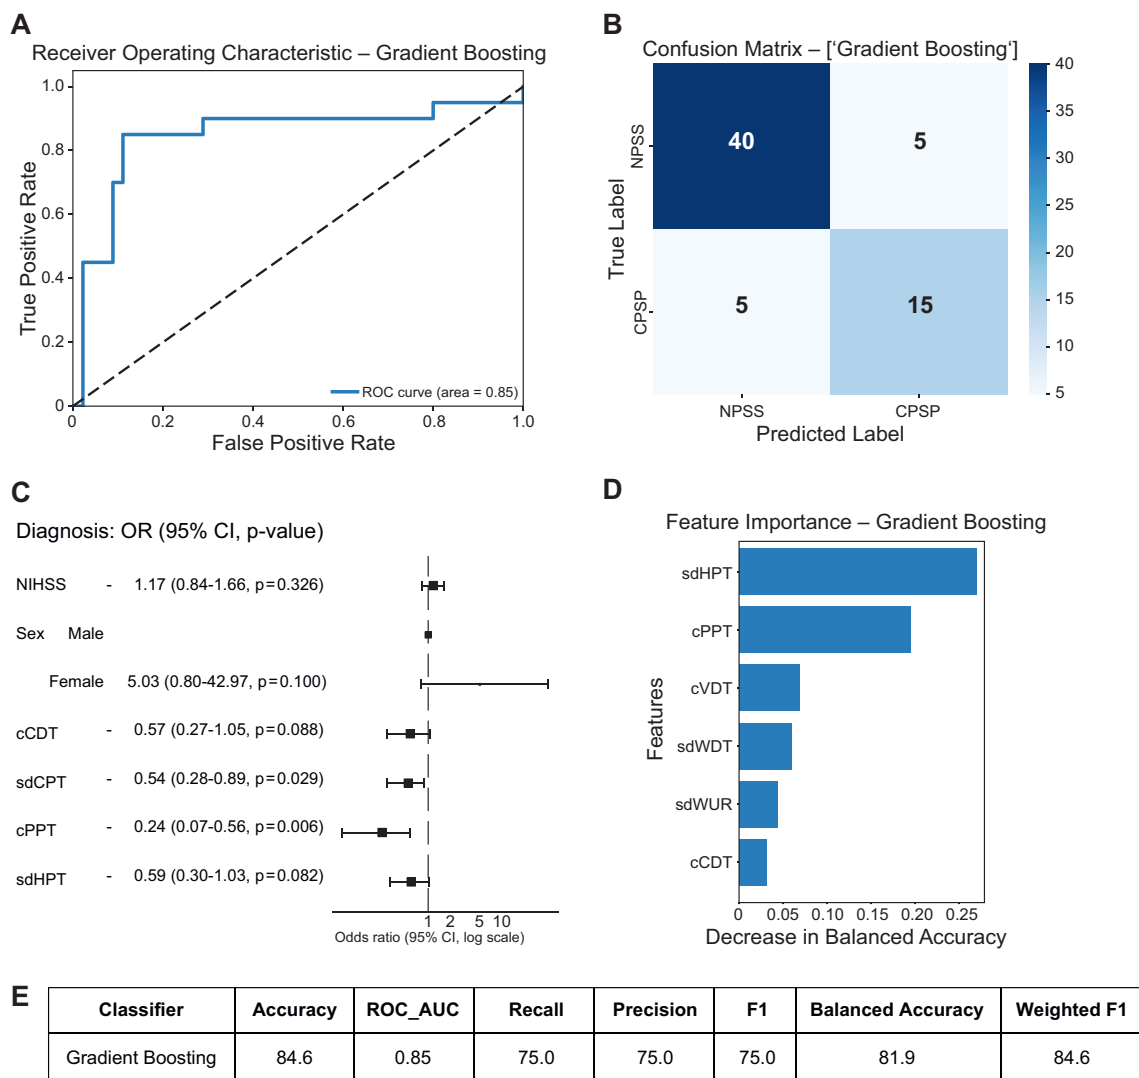 A
Receiver Operating Characteristic – Gradient Boosting
1.0
0.8
0.6
0.4
0.2
0
True Positive Rate
ROC curve (area = 0.85)
0
0.2
0.4
0.6
0.8
1.0
False Positive Rate
B
Confusion Matrix – ['Gradient Boosting']
NPSS
CPSP
True Label
40
5
5
15
NPSS
CPSP
Predicted Label
40
35
30
25
20
15
10
5
C
Diagnosis: OR (95% CI, p-value)
NIHSS - 1.17 (0.84-1.66, p=0.326)
Sex Male
Female 5.03 (0.80-42.97, p=0.100)
cCDT - 0.57 (0.27-1.05, p=0.088)
sdCPT - 0.54 (0.28-0.89, p=0.029)
cPPT - 0.24 (0.07-0.56, p=0.006)
sdHPT - 0.59 (0.30-1.03, p=0.082)
1 2 5 10
Odds ratio (95% CI, log scale)
D
Feature Importance – Gradient Boosting
sdHPT
cPPT
cVDT
sdWDT
sdWUR
cCDT
Features
0
0.05
0.10
0.15
0.20
0.25
Decrease in Balanced Accuracy
E
Classifier Accuracy ROC_AUC Recall Precision F1 Balanced Accuracy Weighted F1
Gradient Boosting 84.6 0.85 75.0 75.0 75.0 81.9 84.6